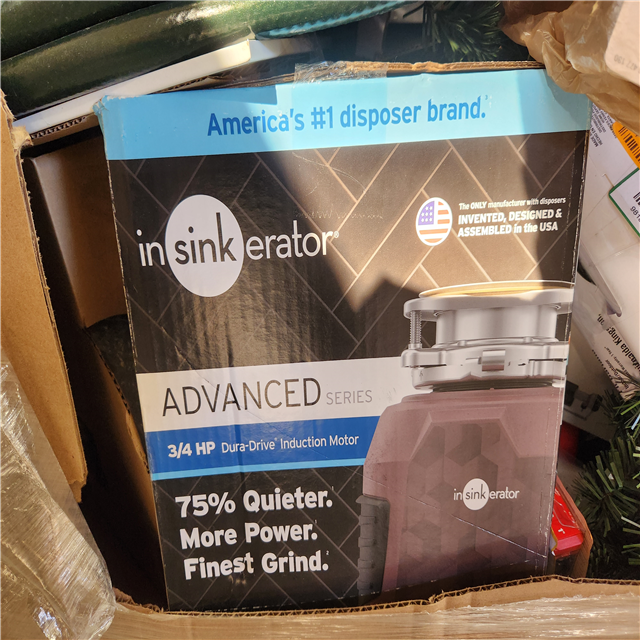 America's #1 disposer brand.
The ONLY manufacturer with disposers
INVENTED, DESIGNED &
ASSEMBLED in the USA
insinkerator®
ADVANCED SERIES
3/4 HP Dura-Drive® Induction Motor
75% Quieter.
More Power.
Finest Grind.
insinkerator